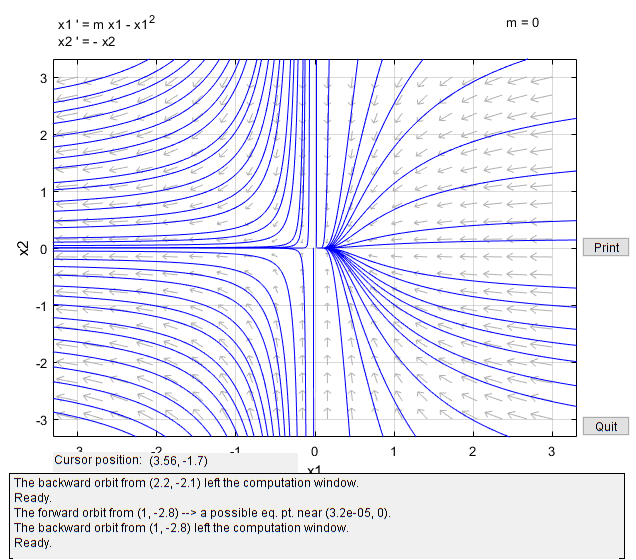 x1 ' = m x1 - x1²
m = 0
x2 ' = - x2
3
2
1
0
-1
-2
-3
x2
-3
-2
-1
0
1
2
3
x1
Print
Quit
Cursor position: (3.56, -1.7)
The backward orbit from (2.2, -2.1) left the computation window.
Ready.
The forward orbit from (1, -2.8) --> a possible eq. pt. near (3.2e-05, 0).
The backward orbit from (1, -2.8) left the computation window.
Ready.